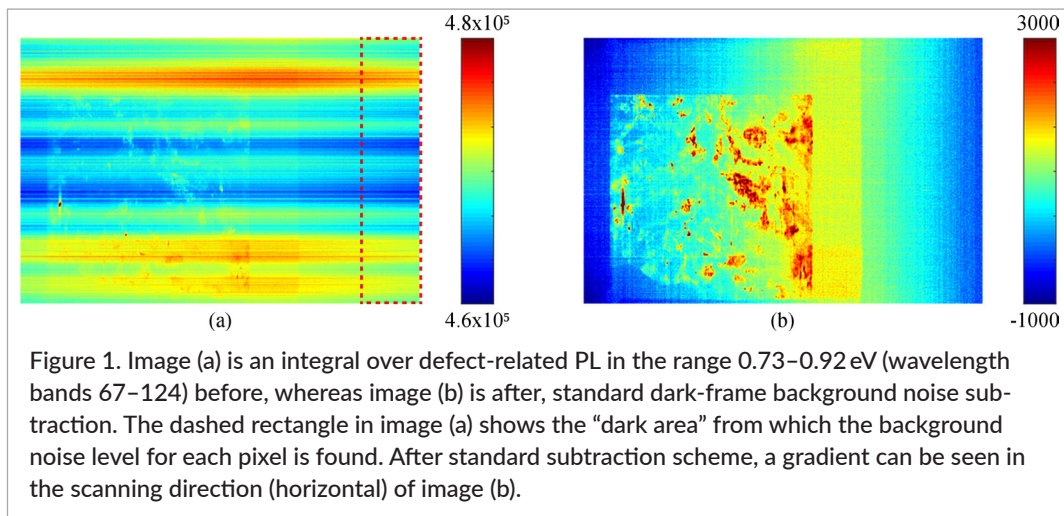 4.8x10⁵
3000
4.6x10⁵
-1000
(a)
(b)
Figure 1. Image (a) is an integral over defect-related PL in the range 0.73–0.92 eV (wavelength
bands 67–124) before, whereas image (b) is after, standard dark-frame background noise sub-
traction. The dashed rectangle in image (a) shows the “dark area” from which the background
noise level for each pixel is found. After standard subtraction scheme, a gradient can be seen in
the scanning direction (horizontal) of image (b).